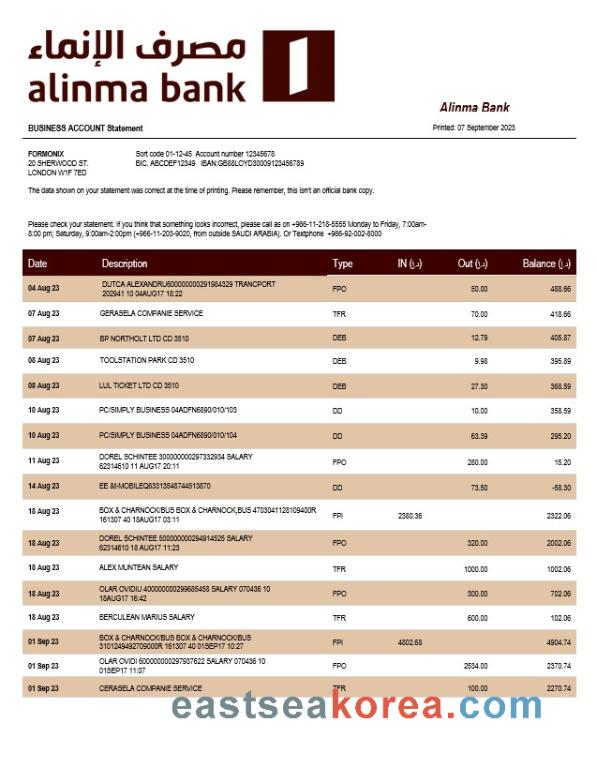 مصرف الإنماء
alinma bank
Alinma Bank
BUSINESS ACCOUNT Statement
Printed: 07 September 2023
FORMONIX
20 SHERWOOD ST.
LONDON W1F 7ED
Sort code 01-12-45 Account number 12345678
BIC. ABCDEF12349 IBAN:GB88LOYD30009123456789
The data shown on your statement was correct at the time of printing. Please remember, this isn't an official bank copy.
Please check your statement. If you think that something looks incorrect, please call as on +966-11-218-5555 Monday to Friday, 7:00am-
8:00 pm; Saturday, 9:00am-2:00pm (+966-11-203-9020, from outside SAUDI ARABIA). Or Textphone +966-92-002-8000
Date Description Type IN (د.إ) Out (د.إ) Balance (د.إ)
04 Aug 23 DUTCA ALEXANDRU600000000291984329 TRANCPORT
202941 10 04AUG17 18:22 FPO 50.00 488.66
07 Aug 23 GERASELA COMPANIE SERVICE TFR 70.00 418.66
07 Aug 23 BP NORTHOLT LTD CD 3510 DEB 12.79 405.87
08 Aug 23 TOOLSTATION PARK CD 3510 DEB 9.98 395.89
08 Aug 23 LUL TICKET LTD CD 3510 DEB 27.30 368.59
10 Aug 23 PC/SIMPLY BUSINESS 04ADFN6890/010/103 DD 10.00 358.59
10 Aug 23 PC/SIMPLY BUSINESS 04ADFN6890/010/104 DD 63.39 295.20
11 Aug 23 DOREL SCHINTEE 300000000297332934 SALARY
62314610 11 AUG17 20:11 FPO 280.00 15.20
14 Aug 23 EE &t-MOBILEQ63313548744513870 DD 73.50 -58.30
18 Aug 23 BOX & CHARNOCK/BUS BOX & CHARNOCK,BUS 4703041128109400R
161307 40 18AUG17 03:11 FPI 2380.36 2322.06
18 Aug 23 DOREL SCHINTEE 500000000294914525 SALARY
62314610 18 AUG17 11:23 FPO 320.00 2002.06
18 Aug 23 ALEX MUNTEAN SALARY TFR 1000.00 1002.06
18 Aug 23 OLAR OVIDIU 400000000299685458 SALARY 070436 10
18AUG17 16:42 FPO 300.00 702.06
18 Aug 23 BERCULEAN MARIUS SALARY TFR 600.00 102.06
01 Sep 23 BOX & CHARNOCK/BUS BOX & CHARNOCK/BUS
3101249492709000R 161307 40 01SEP17 10:27 FPI 4802.68 4904.74
01 Sep 23 OLAR OVIDI 600000000297937622 SALARY 070436 10
01SEP17 11:07 FPO 2534.00 2370.74
01 Sep 23 CERASELA COMPANIE SERVICE TFR 100.00 2270.74
eastseakorea.com